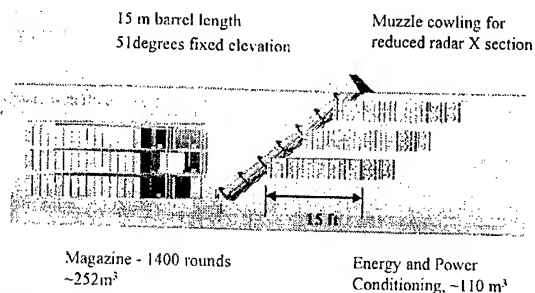 15 m barrel length
51degrees fixed elevation
Muzzle cowling for
reduced radar X section
15 ft
Magazine - 1400 rounds
~252m³
Energy and Power
Conditioning, ~110 m³